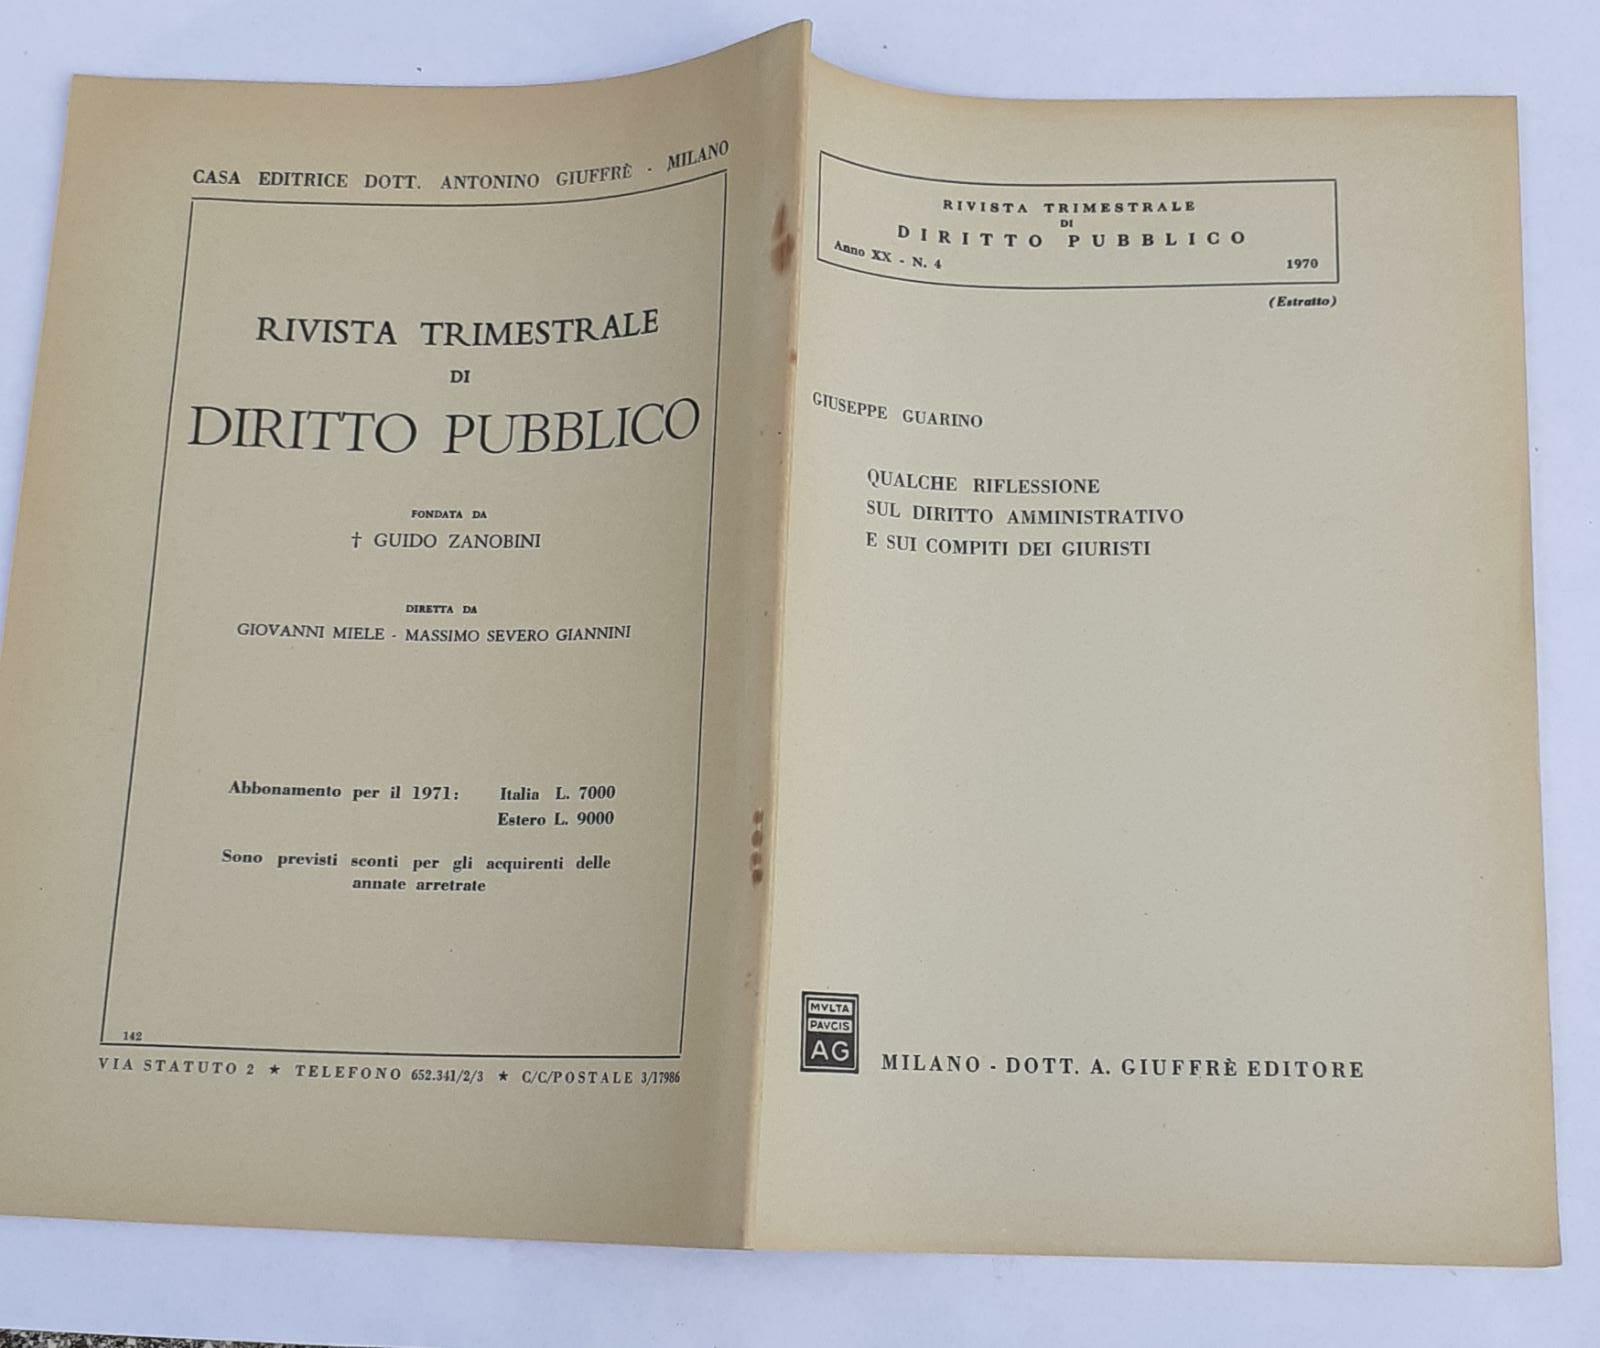 CASA EDITRICE DOTT. ANTONINO GIUFFRÈ - MILANO
RIVISTA TRIMESTRALE
DI
DIRITTO PUBBLICO
FONDATA DA
† GUIDO ZANOBINI
DIRETTA DA
GIOVANNI MIELE - MASSIMO SEVERO GIANNINI
Abbonamento per il 1971: Italia L. 7000
Estero L. 9000
Sono previsti sconti per gli acquirenti delle
annate arretrate
142
VIA STATUTO 2 ★ TELEFONO 652.341/2/3 ★ C/C/POSTALE 3/17986
RIVISTA TRIMESTRALE
DI
DIRITTO PUBBLICO
Anno XX - N. 4 1970
(Estratto)
GIUSEPPE GUARINO
QUALCHE RIFLESSIONE
SUL DIRITTO AMMINISTRATIVO
E SUI COMPITI DEI GIURISTI
MVLTA
PAVCIS
AG
MILANO - DOTT. A. GIUFFRÈ EDITORE